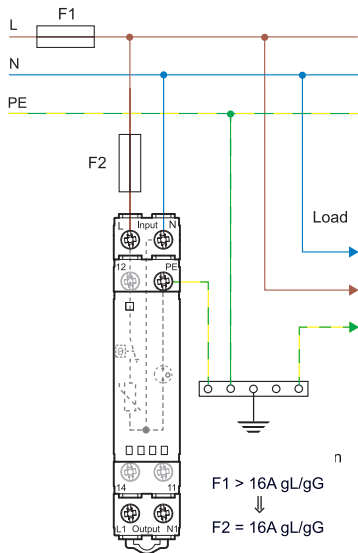 F1
L
N
PE
F2
L Input N
Load
12 PE
n
14 11
F1 > 16A gL/gG
⇓
L1 Output N1
F2 = 16A gL/gG